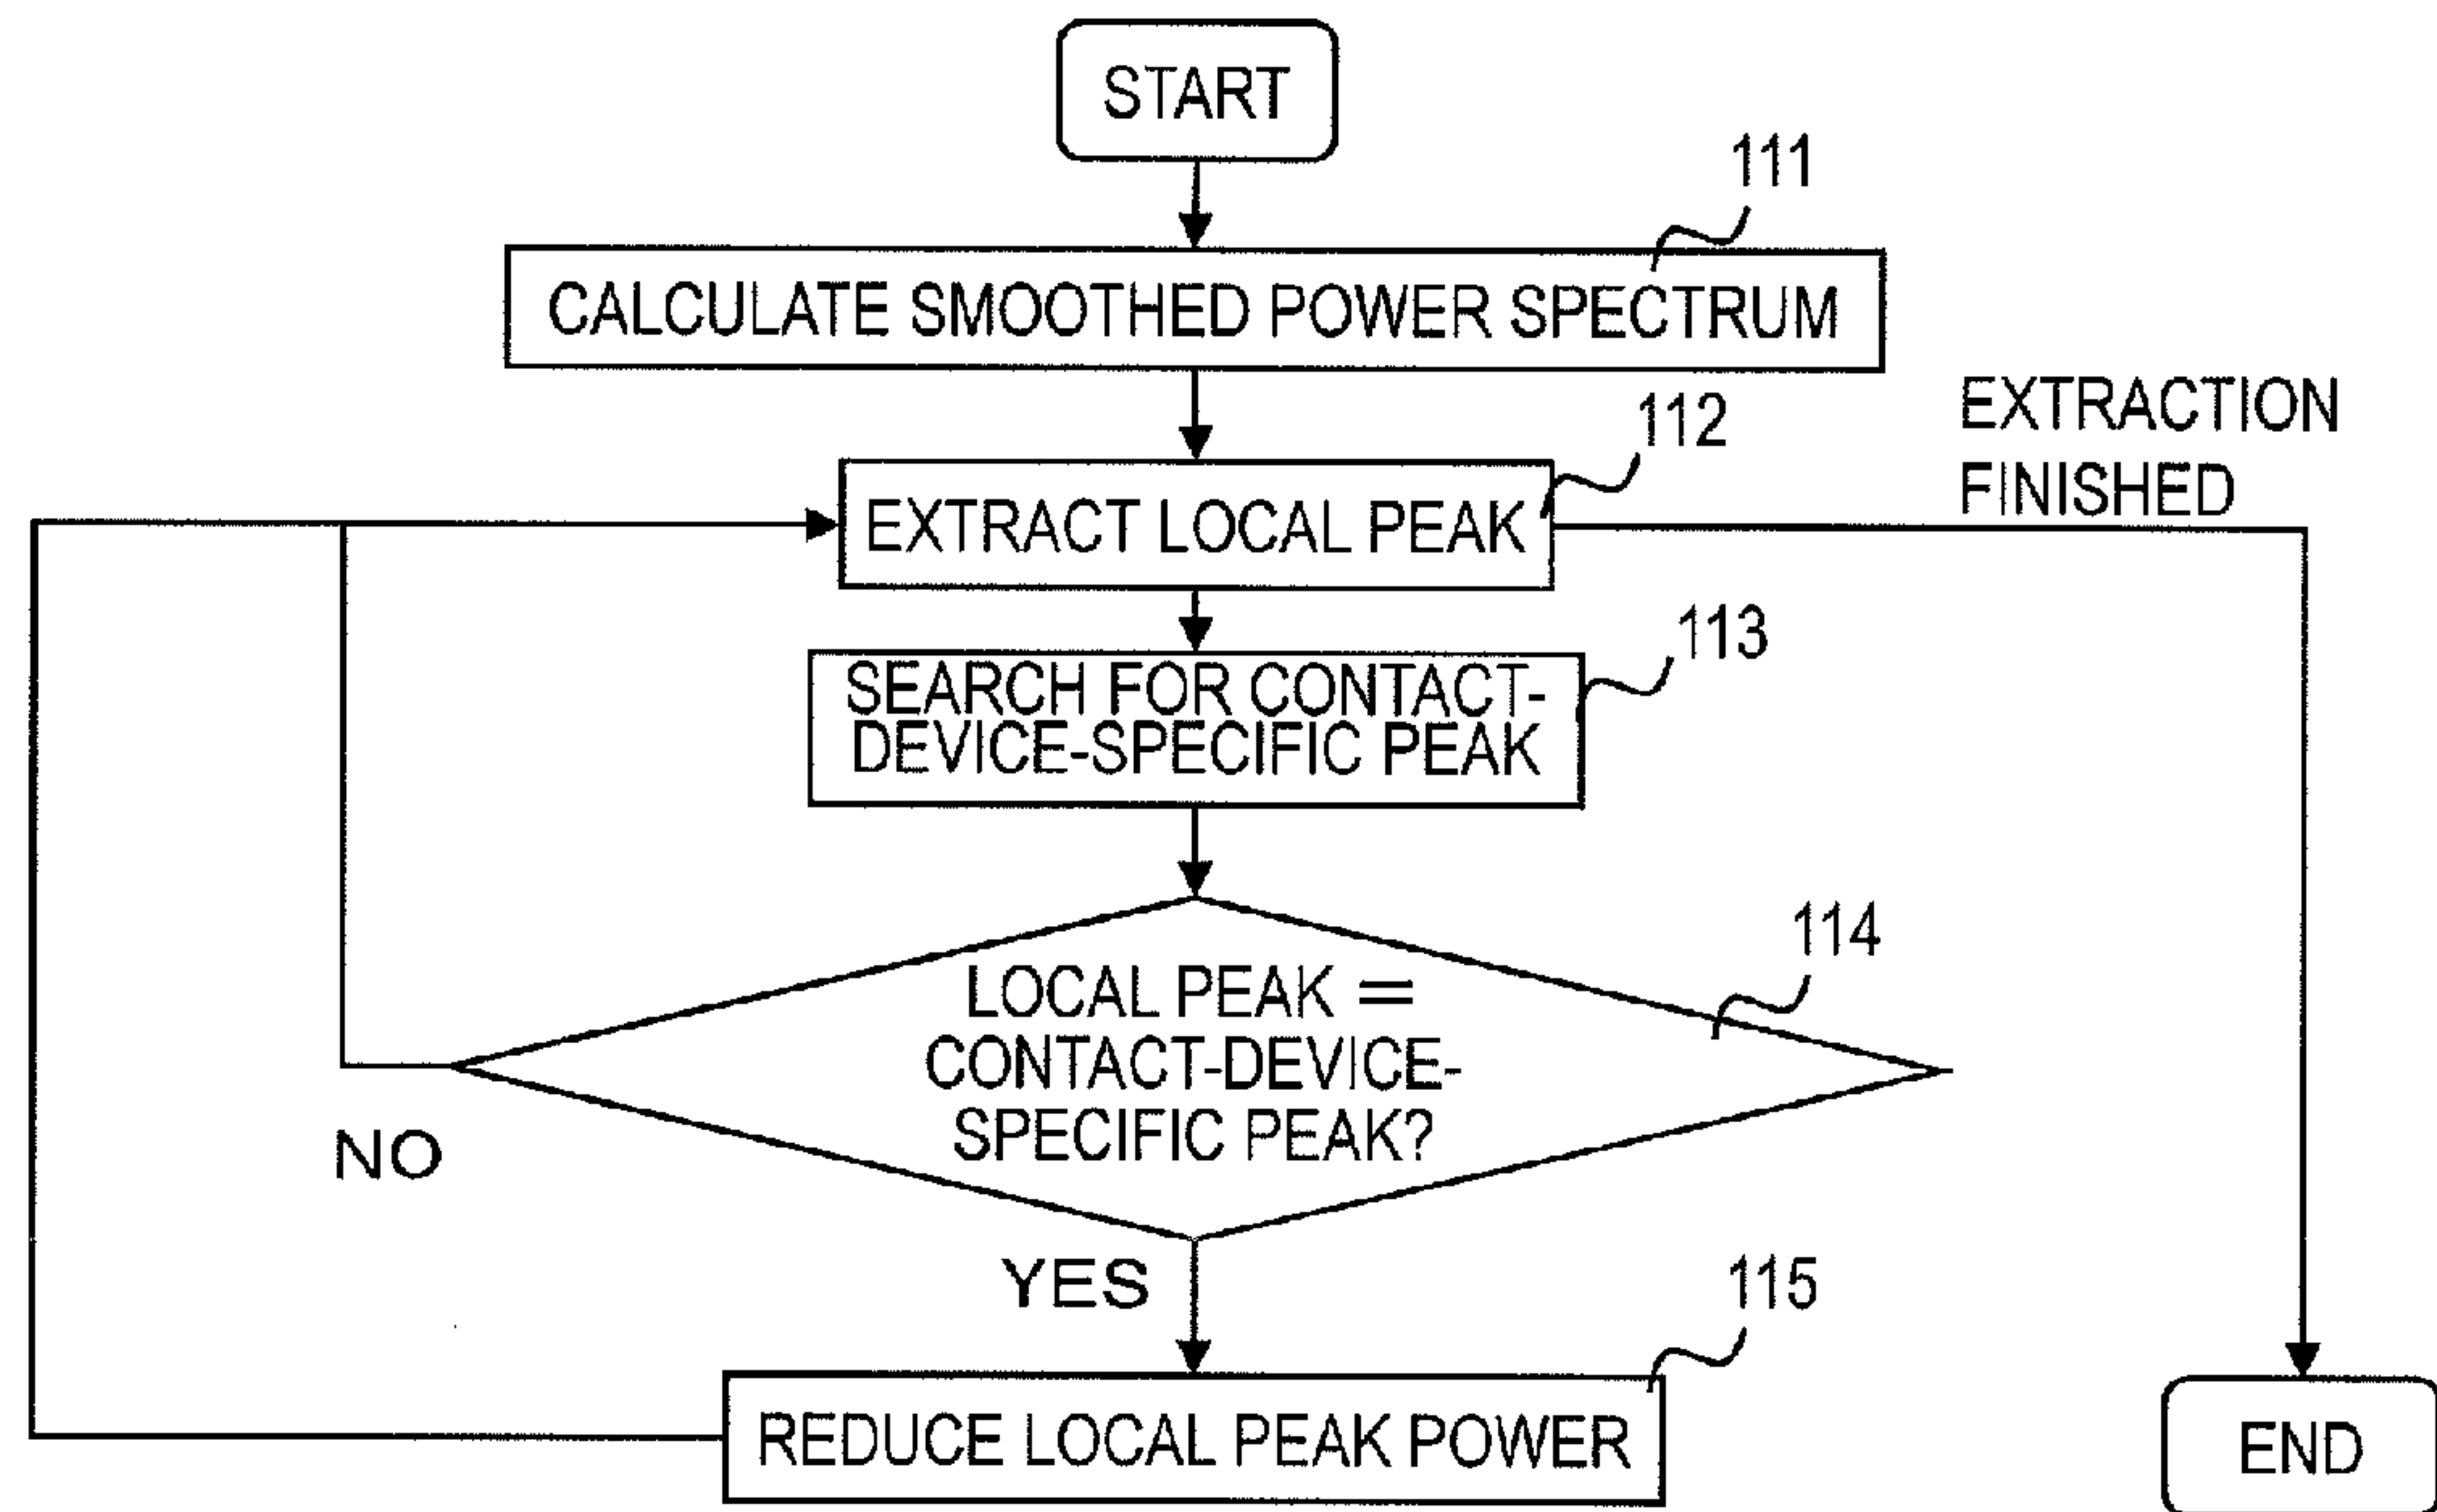 START
111
CALCULATE SMOOTHED POWER SPECTRUM
112
EXTRACTION
FINISHED
EXTRACT LOCAL PEAK
113
SEARCH FOR CONTACT-
DEVICE-SPECIFIC PEAK
114
LOCAL PEAK =
CONTACT-DEVICE-
SPECIFIC PEAK?
NO
YES
115
REDUCE LOCAL PEAK POWER
END